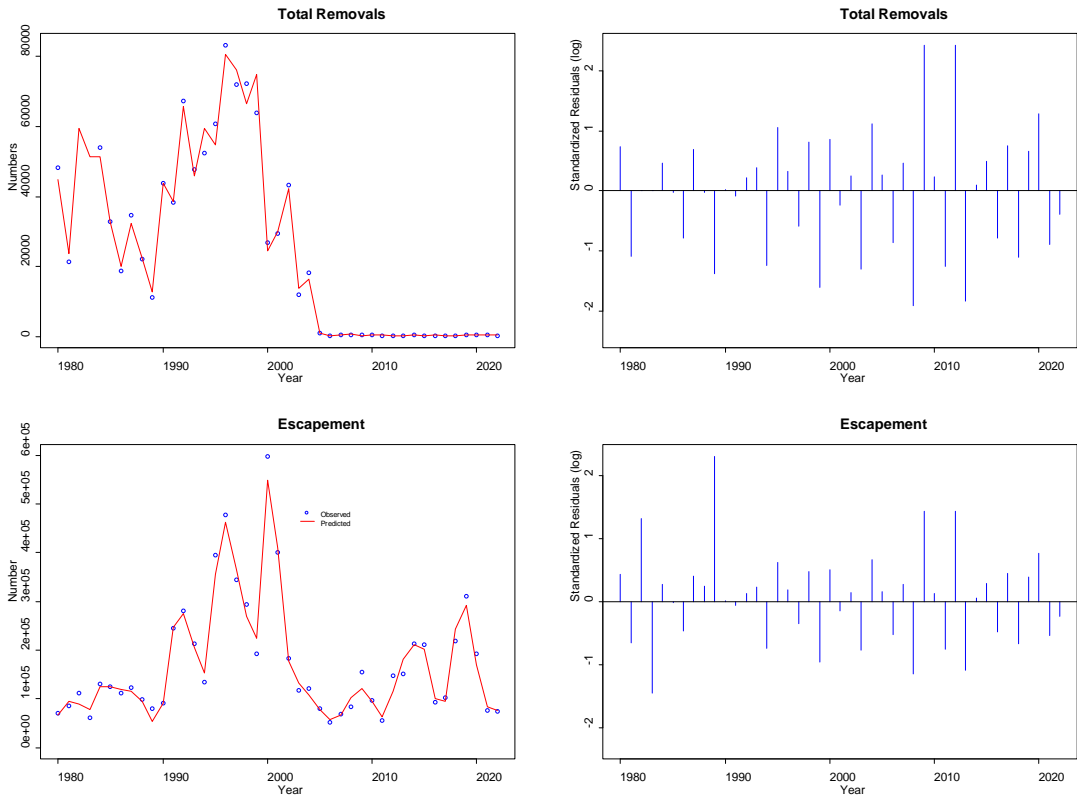 Total Removals
Numbers
80000
60000
40000
20000
0
1980 1990 2000 2010 2020
Year
Total Removals
Standardized Residuals (log)
2
1
0
-1
-2
1980 1990 2000 2010 2020
Year
Escapement
Number
6e+05
5e+05
4e+05
3e+05
2e+05
1e+05
0e+00
Observed
Predicted
1980 1990 2000 2010 2020
Year
Escapement
Standardized Residuals (log)
2
1
0
-1
-2
1980 1990 2000 2010 2020
Year